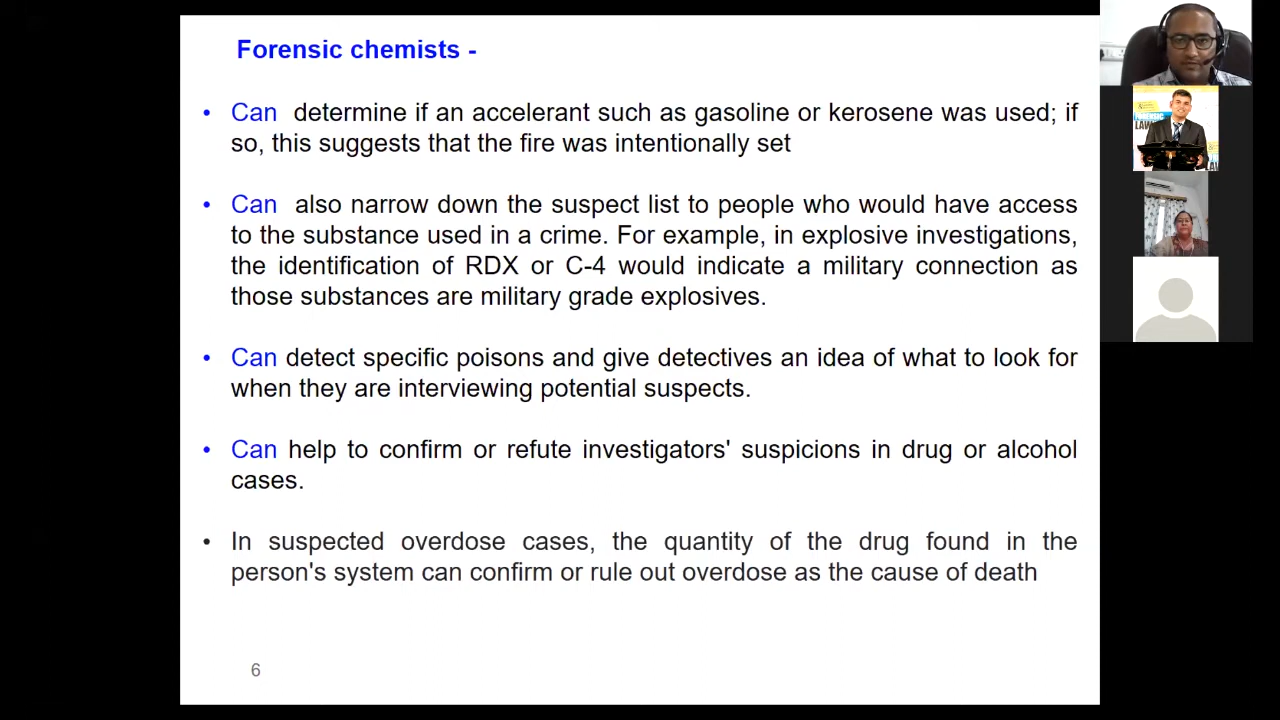 Forensic chemists -
• Can determine if an accelerant such as gasoline or kerosene was used; if
so, this suggests that the fire was intentionally set
• Can also narrow down the suspect list to people who would have access
to the substance used in a crime. For example, in explosive investigations,
the identification of RDX or C-4 would indicate a military connection as
those substances are military grade explosives.
• Can detect specific poisons and give detectives an idea of what to look for
when they are interviewing potential suspects.
• Can help to confirm or refute investigators' suspicions in drug or alcohol
cases.
• In suspected overdose cases, the quantity of the drug found in the
person's system can confirm or rule out overdose as the cause of death
6
LAW